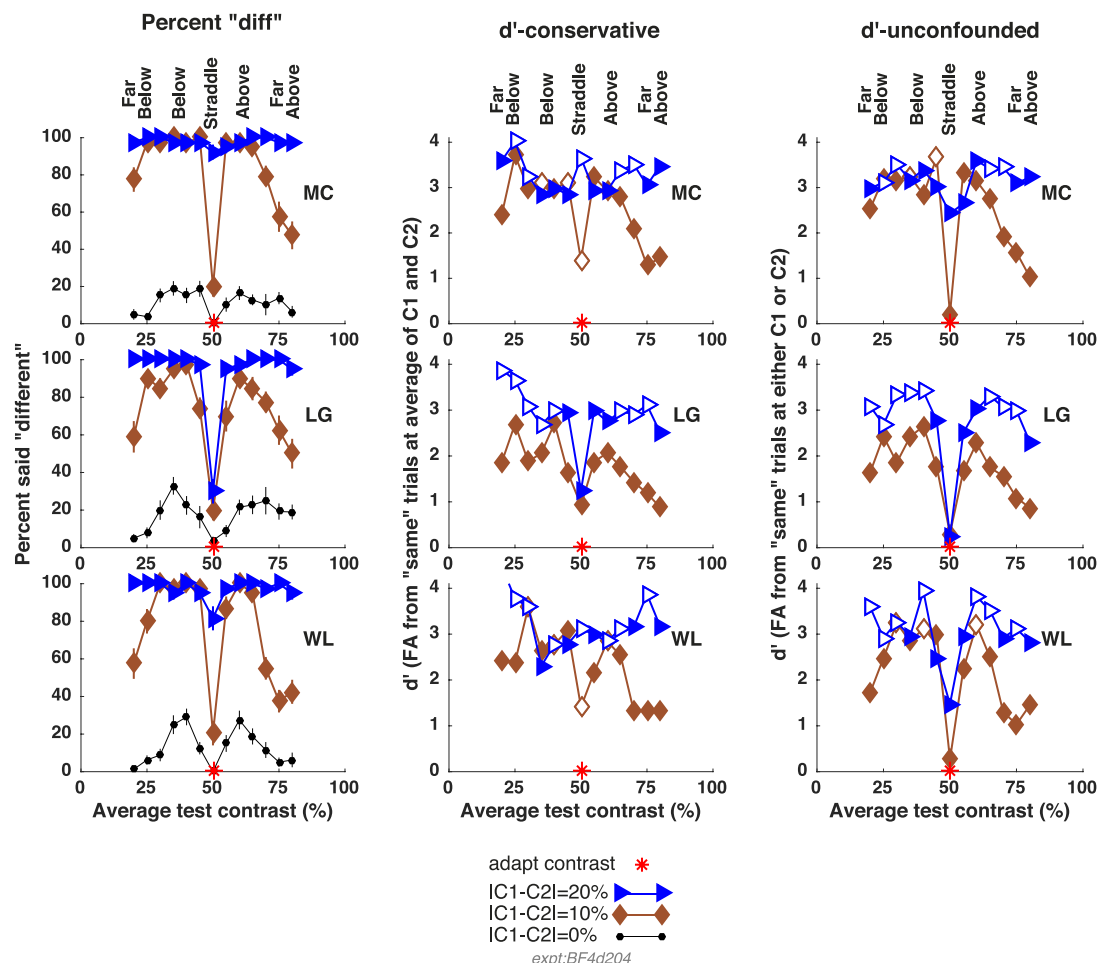 Percent "diff"
d'-conservative
d'-unconfounded
Far
Below
Below
Straddle
Above
Far
Above
Far
Below
Below
Straddle
Above
Far
Above
Far
Below
Below
Straddle
Above
Far
Above
100
80
60
40
20
0
MC
0
25
50
75
100
4
3
2
1
0
MC
0
25
50
75
100
4
3
2
1
0
MC
0
25
50
75
100
Percent said "different"
100
80
60
40
20
0
LG
0
25
50
75
100
d' (FA from "same" trials at average of C1 and C2)
4
3
2
1
0
LG
0
25
50
75
100
d' (FA from "same" trials at either C1 or C2)
4
3
2
1
0
LG
0
25
50
75
100
100
80
60
40
20
0
WL
0
25
50
75
100
Average test contrast (%)
4
3
2
1
0
WL
0
25
50
75
100
Average test contrast (%)
4
3
2
1
0
WL
0
25
50
75
100
Average test contrast (%)
adapt contrast
|C1-C2|=20%
|C1-C2|=10%
|C1-C2|=0%
expt:BF4d204